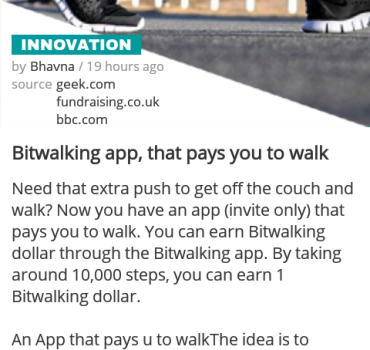 INNOVATION
by Bhavna / 19 hours ago
source geek.com
fundraising.co.uk
bbc.com
Bitwalking app, that pays you to walk
Need that extra push to get off the couch and
walk? Now you have an app (invite only) that
pays you to walk. You can earn Bitwalking
dollar through the Bitwalking app. By taking
around 10,000 steps, you can earn 1
Bitwalking dollar.
An App that pays u to walkThe idea is to